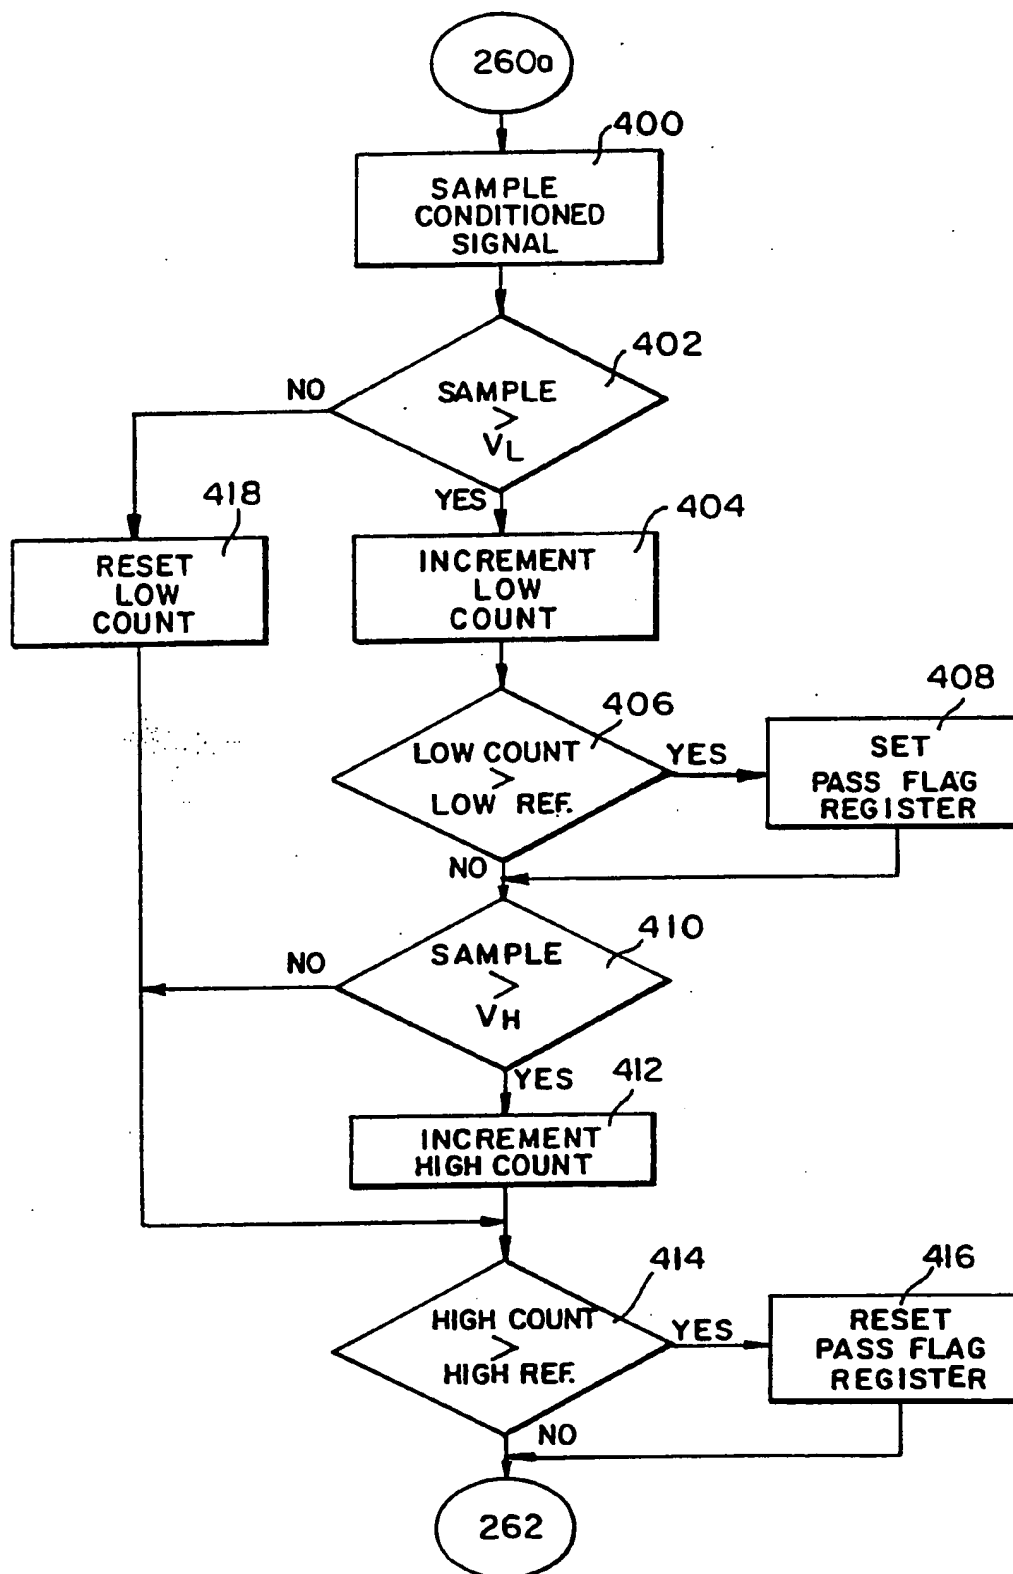 260a
400
SAMPLE
CONDITIONED
SIGNAL
402
NO
SAMPLE
>
VL
YES
418
RESET
LOW
COUNT
404
INCREMENT
LOW
COUNT
406
LOW COUNT
>
LOW REF.
YES
408
SET
PASS FLAG
REGISTER
NO
410
NO
SAMPLE
>
VH
YES
412
INCREMENT
HIGH COUNT
414
HIGH COUNT
>
HIGH REF.
YES
416
RESET
PASS FLAG
REGISTER
NO
262